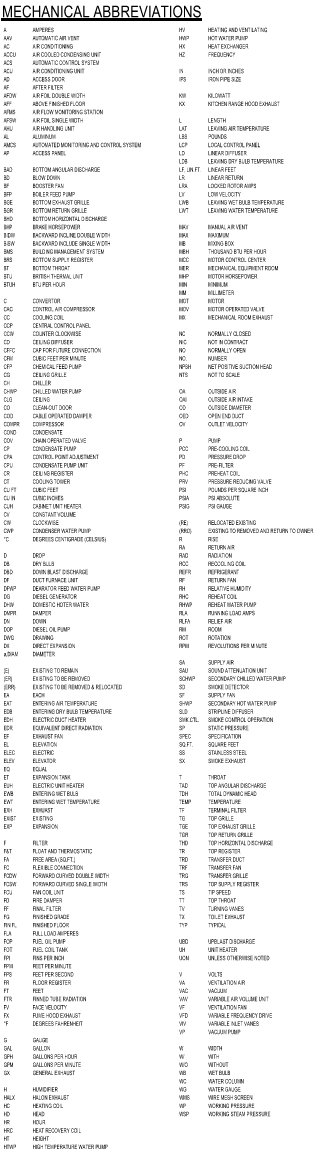 MECHANICAL ABBREVIATIONS
A AMPERES
AAV AUTOMATIC AIR VENT
AC AIR CONDITIONING
ACCU AIR COOLED CONDENSING UNIT
ACS AUTOMATIC CONTROL SYSTEM
ACU AIR CONDITIONING UNIT
AD ACCESS DOOR
AF AFTER FILTER
AFDW AIR FOIL DOUBLE WIDTH
AFF ABOVE FINISHED FLOOR
AFMS AIR FLOW MONITORING STATION
AFSW AIR FOIL SINGLE WIDTH
AHU AIR HANDLING UNIT
AL ALUMINUM
AMCS AUTOMATED MONITORING AND CONTROL SYSTEM
AP ACCESS PANEL
BAD BOTTOM ANGULAR DISCHARGE
BD BLOW DOWN
BF BOOSTER FAN
BFP BOILER FEED PUMP
BGE BOTTOM EXHAUST GRILLE
BGR BOTTOM RETURN GRILLE
BHD BOTTOM HORIZONTAL DISCHARGE
BHP BRAKE HORSEPOWER
BIDW BACKWARD INCLINE DOUBLE WIDTH
BISW BACKWARD INCLUDE SINGLE WIDTH
BMS BUILDING MANAGEMENT SYSTEM
BRS BOTTOM SUPPLY REGISTER
BT BOTTOM THROAT
BTU BRITISH THERMAL UNIT
BTUH BTU PER HOUR
C CONVERTOR
CAC CONTROL AIR COMPRESSOR
CC COOLING COIL
CCP CENTRAL CONTROL PANEL
CCW COUNTER CLOCKWISE
CD CEILING DIFFUSER
CFFC CAP FOR FUTURE CONNECTION
CFM CUBIC FEET PER MINUTE
CFP CHEMICAL FEED PUMP
CG CEILING GRILLE
CH CHILLER
CHWP CHILLED WATER PUMP
CLG CEILING
CO CLEAN-OUT DOOR
COD CABLE OPERATED DAMPER
COMPR COMPRESSOR
COND CONDENSATE
COV CHAIN OPERATED VALVE
CP CONDENSATE PUMP
CPA CONTROL POINT ADJUSTMENT
CPU CONDENSATE PUMP UNIT
CR CEILING REGISTER
CT COOLING TOWER
CU FT CUBIC FEET
CU IN CUBIC INCHES
CUH CABINET UNIT HEATER
CV CONSTANT VOLUME
CW CLOCKWISE
CWP CONDENSER WATER PUMP
°C DEGREES CENTIGRADE (CELSIUS)
D DROP
DB DRY BULB
DBD DOWN BLAST DISCHARGE
DF DUCT FURNACE UNIT
DFWP DEARATOR FEED WATER PUMP
DG DIESEL GENERATOR
DHW DOMESTIC HOTER WATER
DMPR DAMPER
DN DOWN
DOP DIESEL OIL PUMP
DWG DRAWING
DX DIRECT EXPANSION
ø,DIAM DIAMETER
(E) EXISTING TO REMAIN
(ER) EXISTING TO BE REMOVED
(ERR) EXISTING TO BE REMOVED & RELOCATED
EA EACH
EAT ENTERING AIR TEMPERATURE
EDB ENTERING DRY BULB TEMPERATURE
EDH ELECTRIC DUCT HEATER
EDR EQUIVALENT DIRECT RADIATION
EF EXHAUST FAN
EL ELEVATION
ELEC ELECTRIC
ELEV ELEVATOR
EQ EQUAL
ET EXPANSION TANK
EUH ELECTRIC UNIT HEATER
EWB ENTERING WET BULB
EWT ENTERING WET TEMPERATURE
EXH EXHAUST
EXIST EXISTING
EXP EXPANSION
F FILTER
F&T FLOAT AND THERMOSTATIC
FA FREE AREA (SQ.FT.)
FC FLEXIBLE CONNECTION
FCDW FORWARD CURVED DOUBLE WIDTH
FCSW FORWARD CURVED SINGLE WIDTH
FCU FAN COIL UNIT
FD FIRE DAMPER
FF FINAL FILTER
FG FINISHED GRADE
FIN FL FINISHED FLOOR
FLA FULL LOAD AMPERES
FOP FUEL OIL PUMP
FOT FUEL COIL TANK
FPI FINS PER INCH
FPM FEET PER MINUTE
FPS FEET PER SECOND
FR FLOOR REGISTER
FT FEET
FTR FINNED TUBE RADIATION
FV FACE VELOCITY
FX FUME HOOD EXHAUST
°F DEGREES FAHRENHEIT
G GAUGE
GAL GALLON
GPH GALLONS PER HOUR
GPM GALLONS PER MINUTE
GX GENERAL EXHAUST
H HUMIDIFIER
HALX HALON EXHAUST
HC HEATING COIL
HD HEAD
HR HOUR
HRC HEAT RECOVERY COIL
HT HEIGHT
HTWP HIGH TEMPERATURE WATER PUMP
HV HEATING AND VENTILATING
HWP HOT WATER PUMP
HX HEAT EXCHANGER
HZ FREQUENCY
IN INCH OR INCHES
IPS IRON PIPE SIZE
KW KILOWATT
KX KITCHEN RANGE HOOD EXHAUST
L LENGTH
LAT LEAVING AIR TEMPERATURE
LBS POUNDS
LCP LOCAL CONTROL PANEL
LD LINEAR DIFFUSER
LDB LEAVING DRY BULB TEMPERATURE
LF, LIN.FT. LINEAR FEET
LR LINEAR RETURN
LRA LOCKED ROTOR AMPS
LV LOW VELOCITY
LWB LEAVING WET BULB TEMPERATURE
LWT LEAVING WATER TEMPERATURE
MAV MANUAL AIR VENT
MAX MAXIMUM
MB MIXING BOX
MBH THOUSAND BTU PER HOUR
MCC MOTOR CONTROL CENTER
MER MECHANICAL EQUIPMENT ROOM
MHP MOTOR HORSEPOWER
MIN MINIMUM
MM MILLIMETER
MOT MOTOR
MOV MOTOR OPERATED VALVE
MX MECHANICAL ROOM EXHAUST
NC NORMALLY CLOSED
NIC NOT IN CONTRACT
NO NORMALLY OPEN
NO. NUMBER
NPSH NET POSITIVE SUCTION HEAD
NTS NOT TO SCALE
OA OUTSIDE AIR
OAI OUTSIDE AIR INTAKE
OD OUTSIDE DIAMETER
OED OPEN END DUCT
OV OUTLET VELOCITY
P PUMP
PCC PRE-COOLING COIL
PD PRESSURE DROP
PF PRE-FILTER
PHC PREHEAT COIL
PRV PRESSURE REDUCING VALVE
PSI POUNDS PER SQUARE INCH
PSIA PSI ABSOLUTE
PSIG PSI GAUGE
(RE) RELOCATED EXISTING
(RRO) EXISTING TO REMOVED AND RETURN TO OWNER
R RISE
RA RETURN AIR
RAD RADIATION
RCC RECOOLING COIL
REFR REFRIGERANT
RF RETURN FAN
RH RELATIVE HUMIDITY
RHC REHEAT COIL
RHWP REHEAT WATER PUMP
RLA RUNNING LOAD AMPS
RLFA RELIEF AIR
RM ROOM
ROT ROTATION
RPM REVOLUTIONS PER MINUTE
SA SUPPLY AIR
SAU SOUND ATTENUATION UNIT
SCHWP SECONDARY CHILLED WATER PUMP
SD SMOKE DETECTOR
SF SUPPLY FAN
SHWP SECONDARY HOT WATER PUMP
SLD STRIPLINE DIFFUSER
SMK.CTL. SMOKE CONTROL OPERATION
SP STATIC PRESSURE
SPEC SPECIFICATION
SQ.FT. SQUARE FEET
SS STAINLESS STEEL
SX SMOKE EXHAUST
T THROAT
TAD TOP ANGULAR DISCHARGE
TDH TOTAL DYNAMIC HEAD
TEMP TEMPERATURE
TF TERMINAL FILTER
TG TOP GRILLE
TGE TOP EXHAUST GRILLE
TGR TOP RETURN GRILLE
THD TOP HORIZONTAL DISCHARGE
TR TOP REGISTER
TRD TRANSFER DUCT
TRF TRANSFER FAN
TRG TRANSFER GRILLE
TRS TOP SUPPLY REGISTER
TS TIP SPEED
TT TOP THROAT
TV TURNING VANES
TX TOILET EXHAUST
TYP TYPICAL
UBD UPBLAST DISCHARGE
UH UNIT HEATER
UON UNLESS OTHERWISE NOTED
V VOLTS
VA VENTILATION AIR
VAC VACUUM
VAV VARIABLE AIR VOLUME UNIT
VF VENTILATION FAN
VFD VARIABLE FREQUENCY DRIVE
VIV VARIABLE INLET VANES
VP VACUUM PUMP
W WIDTH
W/ WITH
W/O WITHOUT
WB WET BULB
WC WATER COLUMN
WG WATER GAUGE
WMS WIRE MESH SCREEN
WP WORKING PRESSURE
WSP WORKING STEAM PRESSURE